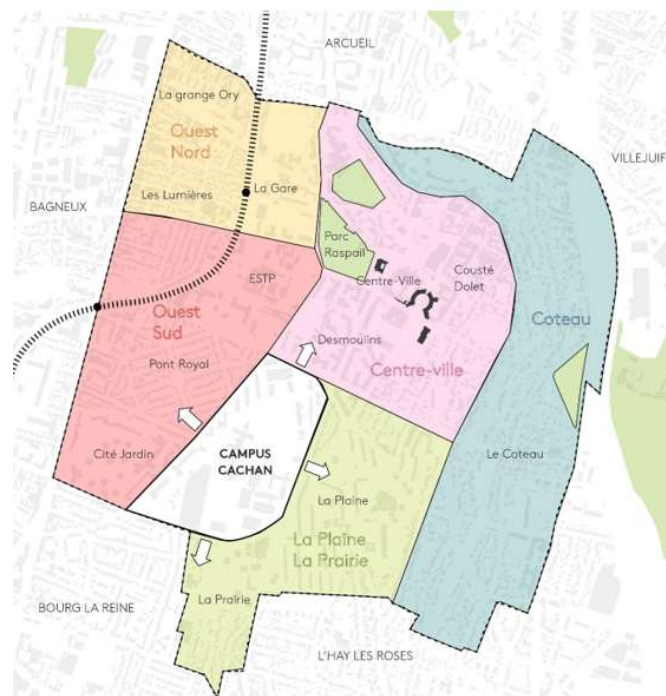 ARCUEIL
La grange Ory
Ouest
Nord
VILLEJUIF
Les Lumières
La Gare
BAGNEUX
Parc
Raspail
ESTP
Centre-Ville
Cousté
Dolet
Ouest
Sud
Coteau
Desmoulins
Pont Royal
Centre-ville
Cité Jardin
CAMPUS
CACHAN
Le Coteau
La Plaine
La Plaine
La Prairie
La Prairie
BOURG LA REINE
L'HAY LES ROSES